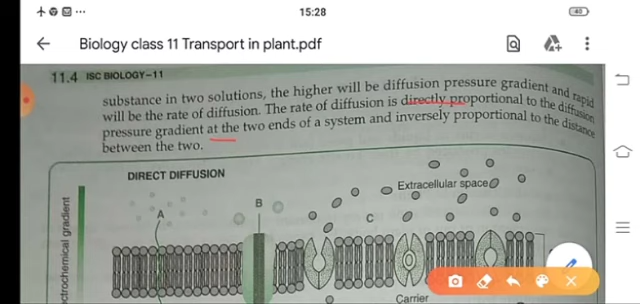 15:28
40
Biology class 11 Transport in plant.pdf
11.4 ISC BIOLOGY–11
substance in two solutions, the higher will be diffusion pressure gradient and rapid
will be the rate of diffusion. The rate of diffusion is directly proportional to the diffusion
pressure gradient at the two ends of a system and inversely proportional to the distance
between the two.
DIRECT DIFFUSION
Extracellular space
A
B
C
ctrochemical gradient
Carrier